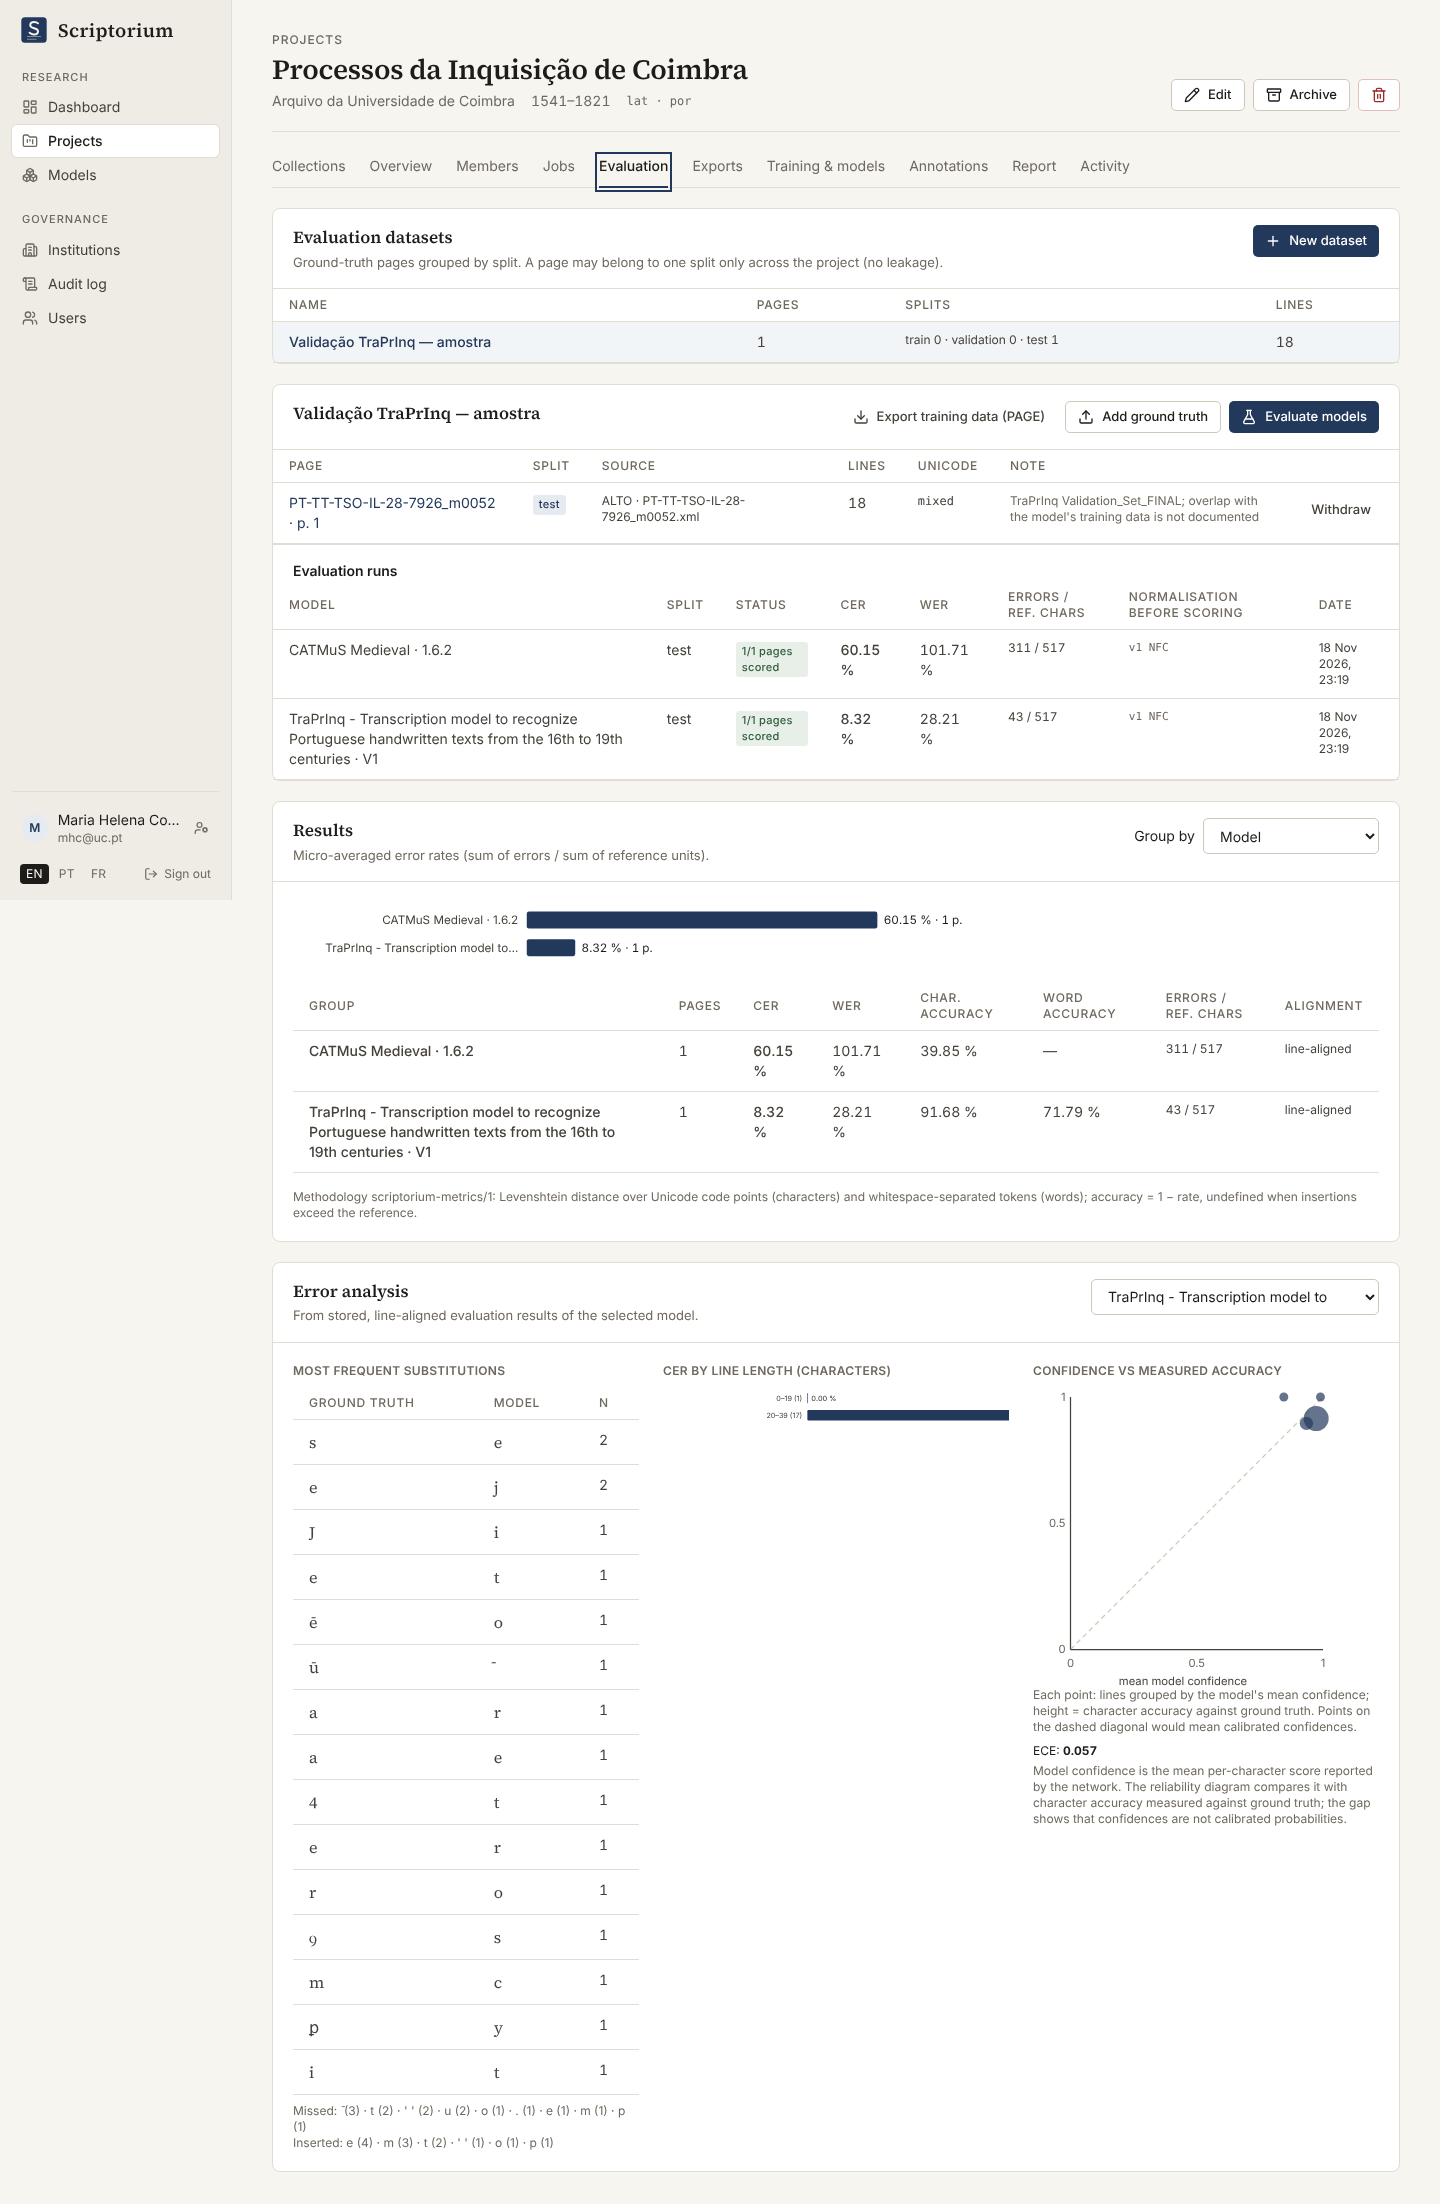 Scriptorium
RESEARCH
Dashboard
Projects
Models
GOVERNANCE
Institutions
Audit log
Users
Maria Helena Co...
M
mhc@uc.pt
EN PT FR Sign out
PROJECTS
Processos da Inquisição de Coimbra
Arquivo da Universidade de Coimbra 1541–1821 lat · por
Edit Archive
Collections Overview Members Jobs Evaluation Exports Training & models Annotations Report Activity
Evaluation datasets
Ground-truth pages grouped by split. A page may belong to one split only across the project (no leakage).
New dataset
NAME PAGES SPLITS LINES
Validação TraPrInq — amostra 1 train 0 · validation 0 · test 1 18
Validação TraPrInq — amostra
Export training data (PAGE) Add ground truth Evaluate models
PAGE SPLIT SOURCE LINES UNICODE NOTE
PT-TT-TSO-IL-28-7926_m0052 test ALTO · PT-TT-TSO-IL-28- 18 mixed TraPrInq Validation_Set_FINAL; overlap with
· p. 1 7926_m0052.xml the model's training data is not documented Withdraw
Evaluation runs
MODEL SPLIT STATUS CER WER ERRORS / REF. CHARS NORMALISATION BEFORE SCORING DATE
CATMuS Medieval · 1.6.2 test 1/1 pages scored 60.15 % 101.71 % 311 / 517 v1 NFC 18 Nov 2026, 23:19
TraPrInq - Transcription model to recognize test 1/1 pages scored 8.32 % 28.21 % 43 / 517 v1 NFC 18 Nov 2026, 23:19
Portuguese handwritten texts from the 16th to 19th
centuries · V1
Results
Micro-averaged error rates (sum of errors / sum of reference units).
Group by Model
CATMuS Medieval · 1.6.2 60.15 % · 1 p.
TraPrInq - Transcription model to... 8.32 % · 1 p.
GROUP PAGES CER WER CHAR. ACCURACY WORD ACCURACY ERRORS / REF. CHARS ALIGNMENT
CATMuS Medieval · 1.6.2 1 60.15 % 101.71 % 39.85 % — 311 / 517 line-aligned
TraPrInq - Transcription model to recognize 1 8.32 % 28.21 % 91.68 % 71.79 % 43 / 517 line-aligned
Portuguese handwritten texts from the 16th to
19th centuries · V1
Methodology scriptorium-metrics/1: Levenshtein distance over Unicode code points (characters) and whitespace-separated tokens (words); accuracy = 1 − rate, undefined when insertions
exceed the reference.
Error analysis
From stored, line-aligned evaluation results of the selected model.
TraPrInq - Transcription model to
MOST FREQUENT SUBSTITUTIONS
GROUND TRUTH MODEL N
s e 2
e j 2
J i 1
e t 1
ẽ o 1
ũ - 1
a r 1
a e 1
4 t 1
e r 1
r o 1
ꝯ s 1
m c 1
ꝑ y 1
i t 1
Missed: ̃(3) · t (2) · ' ' (2) · u (2) · o (1) · . (1) · e (1) · m (1) · p
(1)
Inserted: e (4) · m (3) · t (2) · ' ' (1) · o (1) · p (1)
CER BY LINE LENGTH (CHARACTERS)
0–19 (1) 0.00 %
20–39 (17)
CONFIDENCE VS MEASURED ACCURACY
1
0.5
0
0 0.5 1
mean model confidence
Each point: lines grouped by the model's mean confidence;
height = character accuracy against ground truth. Points on
the dashed diagonal would mean calibrated confidences.
ECE: 0.057
Model confidence is the mean per-character score reported
by the network. The reliability diagram compares it with
character accuracy measured against ground truth; the gap
shows that confidences are not calibrated probabilities.